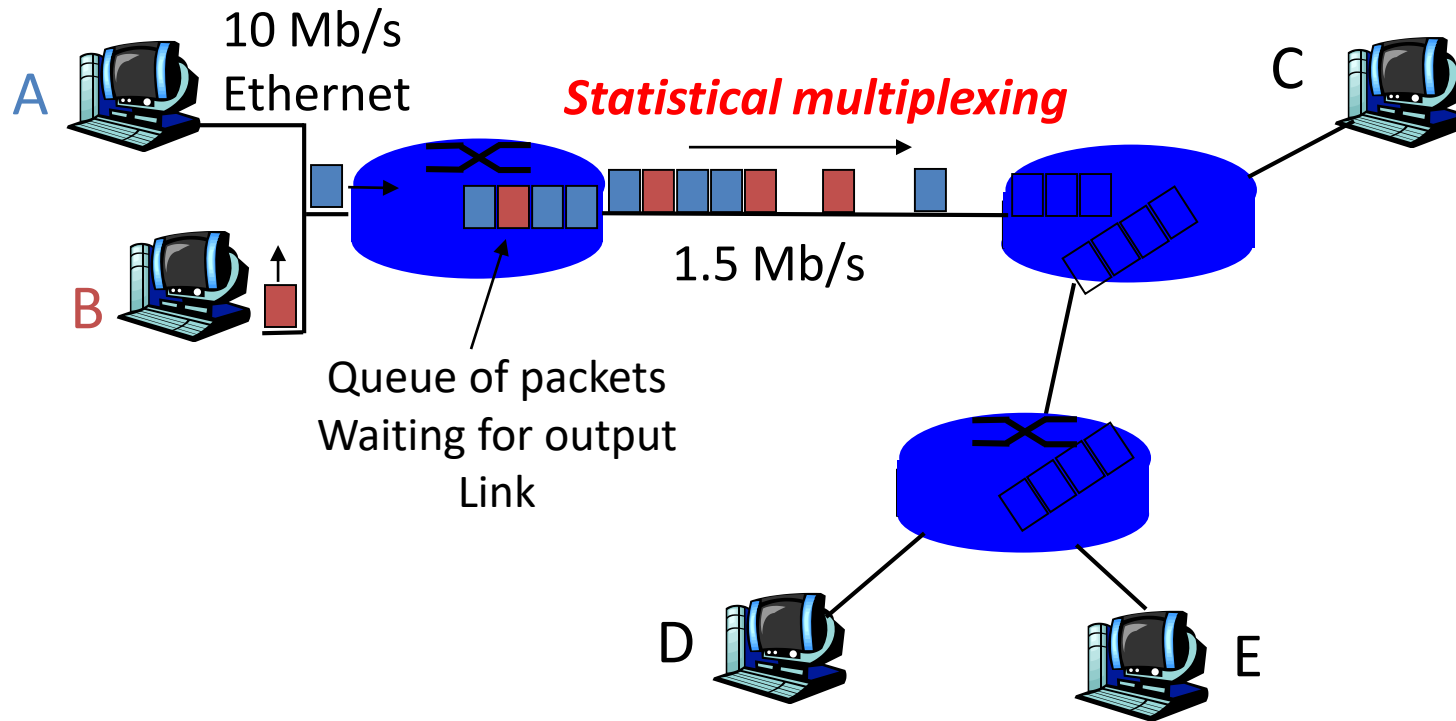 10 Mb/s
Ethernet
A
Statistical multiplexing
C
B
1.5 Mb/s
Queue of packets
Waiting for output
Link
D
E